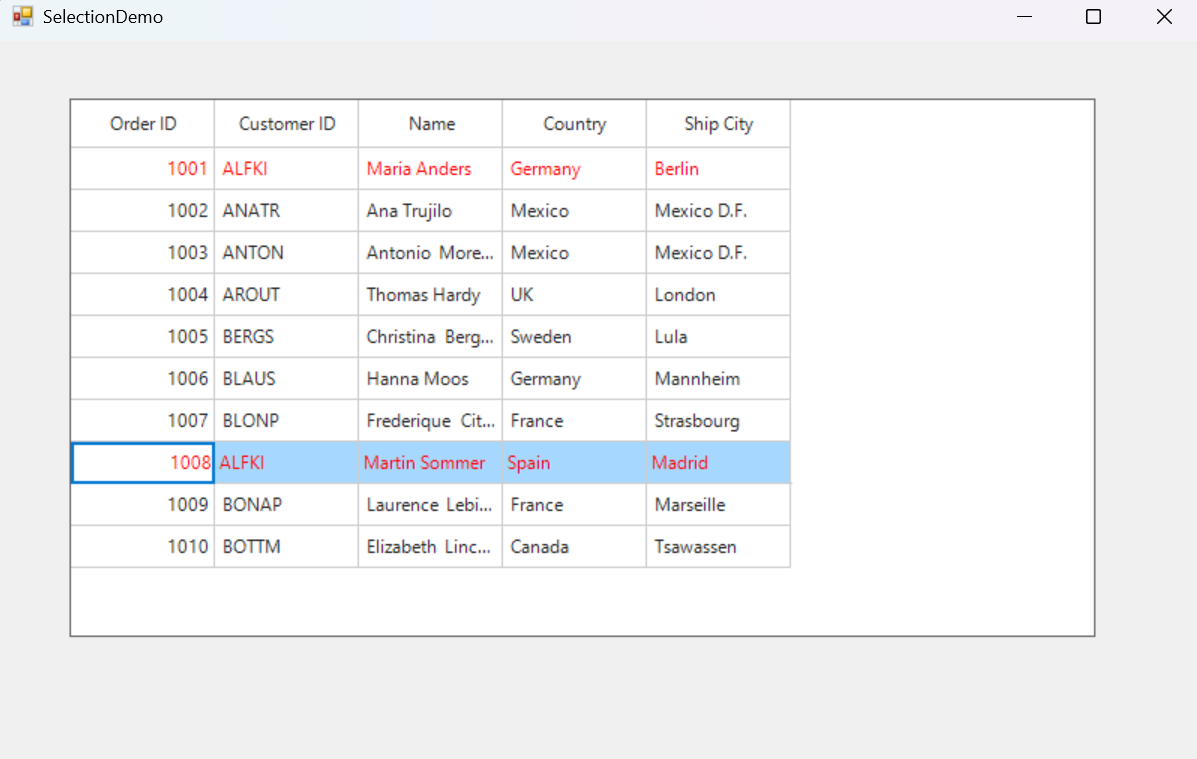 SelectionDemo
Order ID Customer ID Name Country Ship City
1001 ALFKI Maria Anders Germany Berlin
1002 ANATR Ana Trujilo Mexico Mexico D.F.
1003 ANTON Antonio More... Mexico Mexico D.F.
1004 AROUT Thomas Hardy UK London
1005 BERGS Christina Berg... Sweden Lula
1006 BLAUS Hanna Moos Germany Mannheim
1007 BLONP Frederique Cit... France Strasbourg
1008 ALFKI Martin Sommer Spain Madrid
1009 BONAP Laurence Lebi... France Marseille
1010 BOTTM Elizabeth Linc... Canada Tsawassen